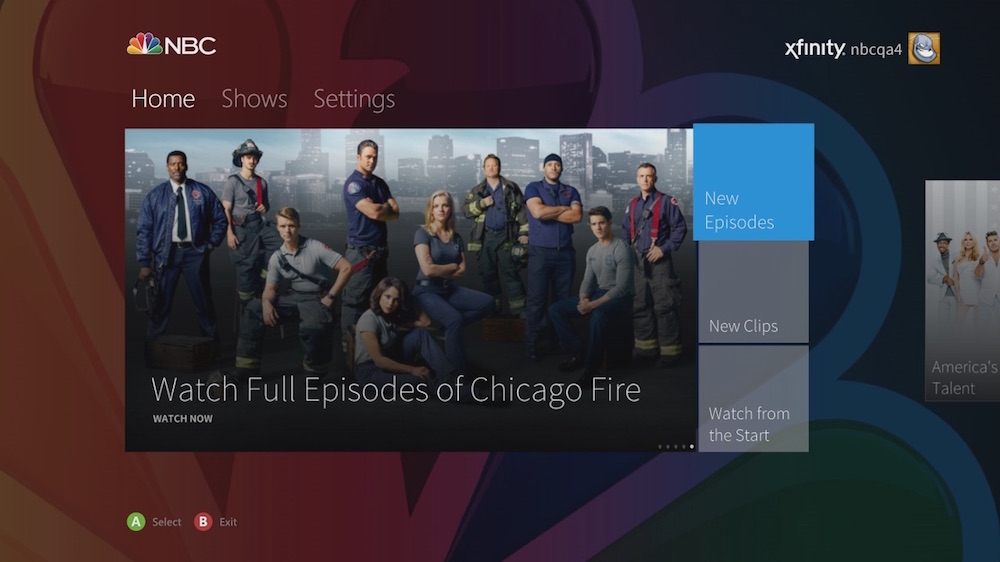 NBC
xfinity. nbcqa4
Home Shows Settings
New
Episodes
New Clips
Watch from
the Start
Watch Full Episodes of Chicago Fire
WATCH NOW
America's
Talent
A Select B Exit